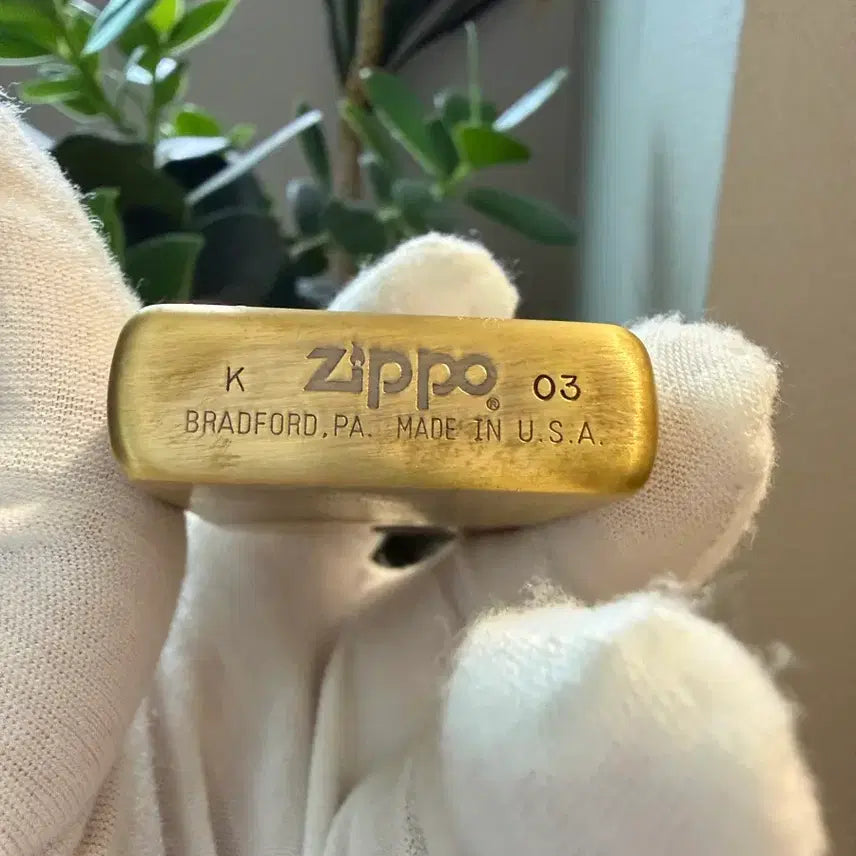 K Zippo® 03
BRADFORD, PA. MADE IN U.S.A.